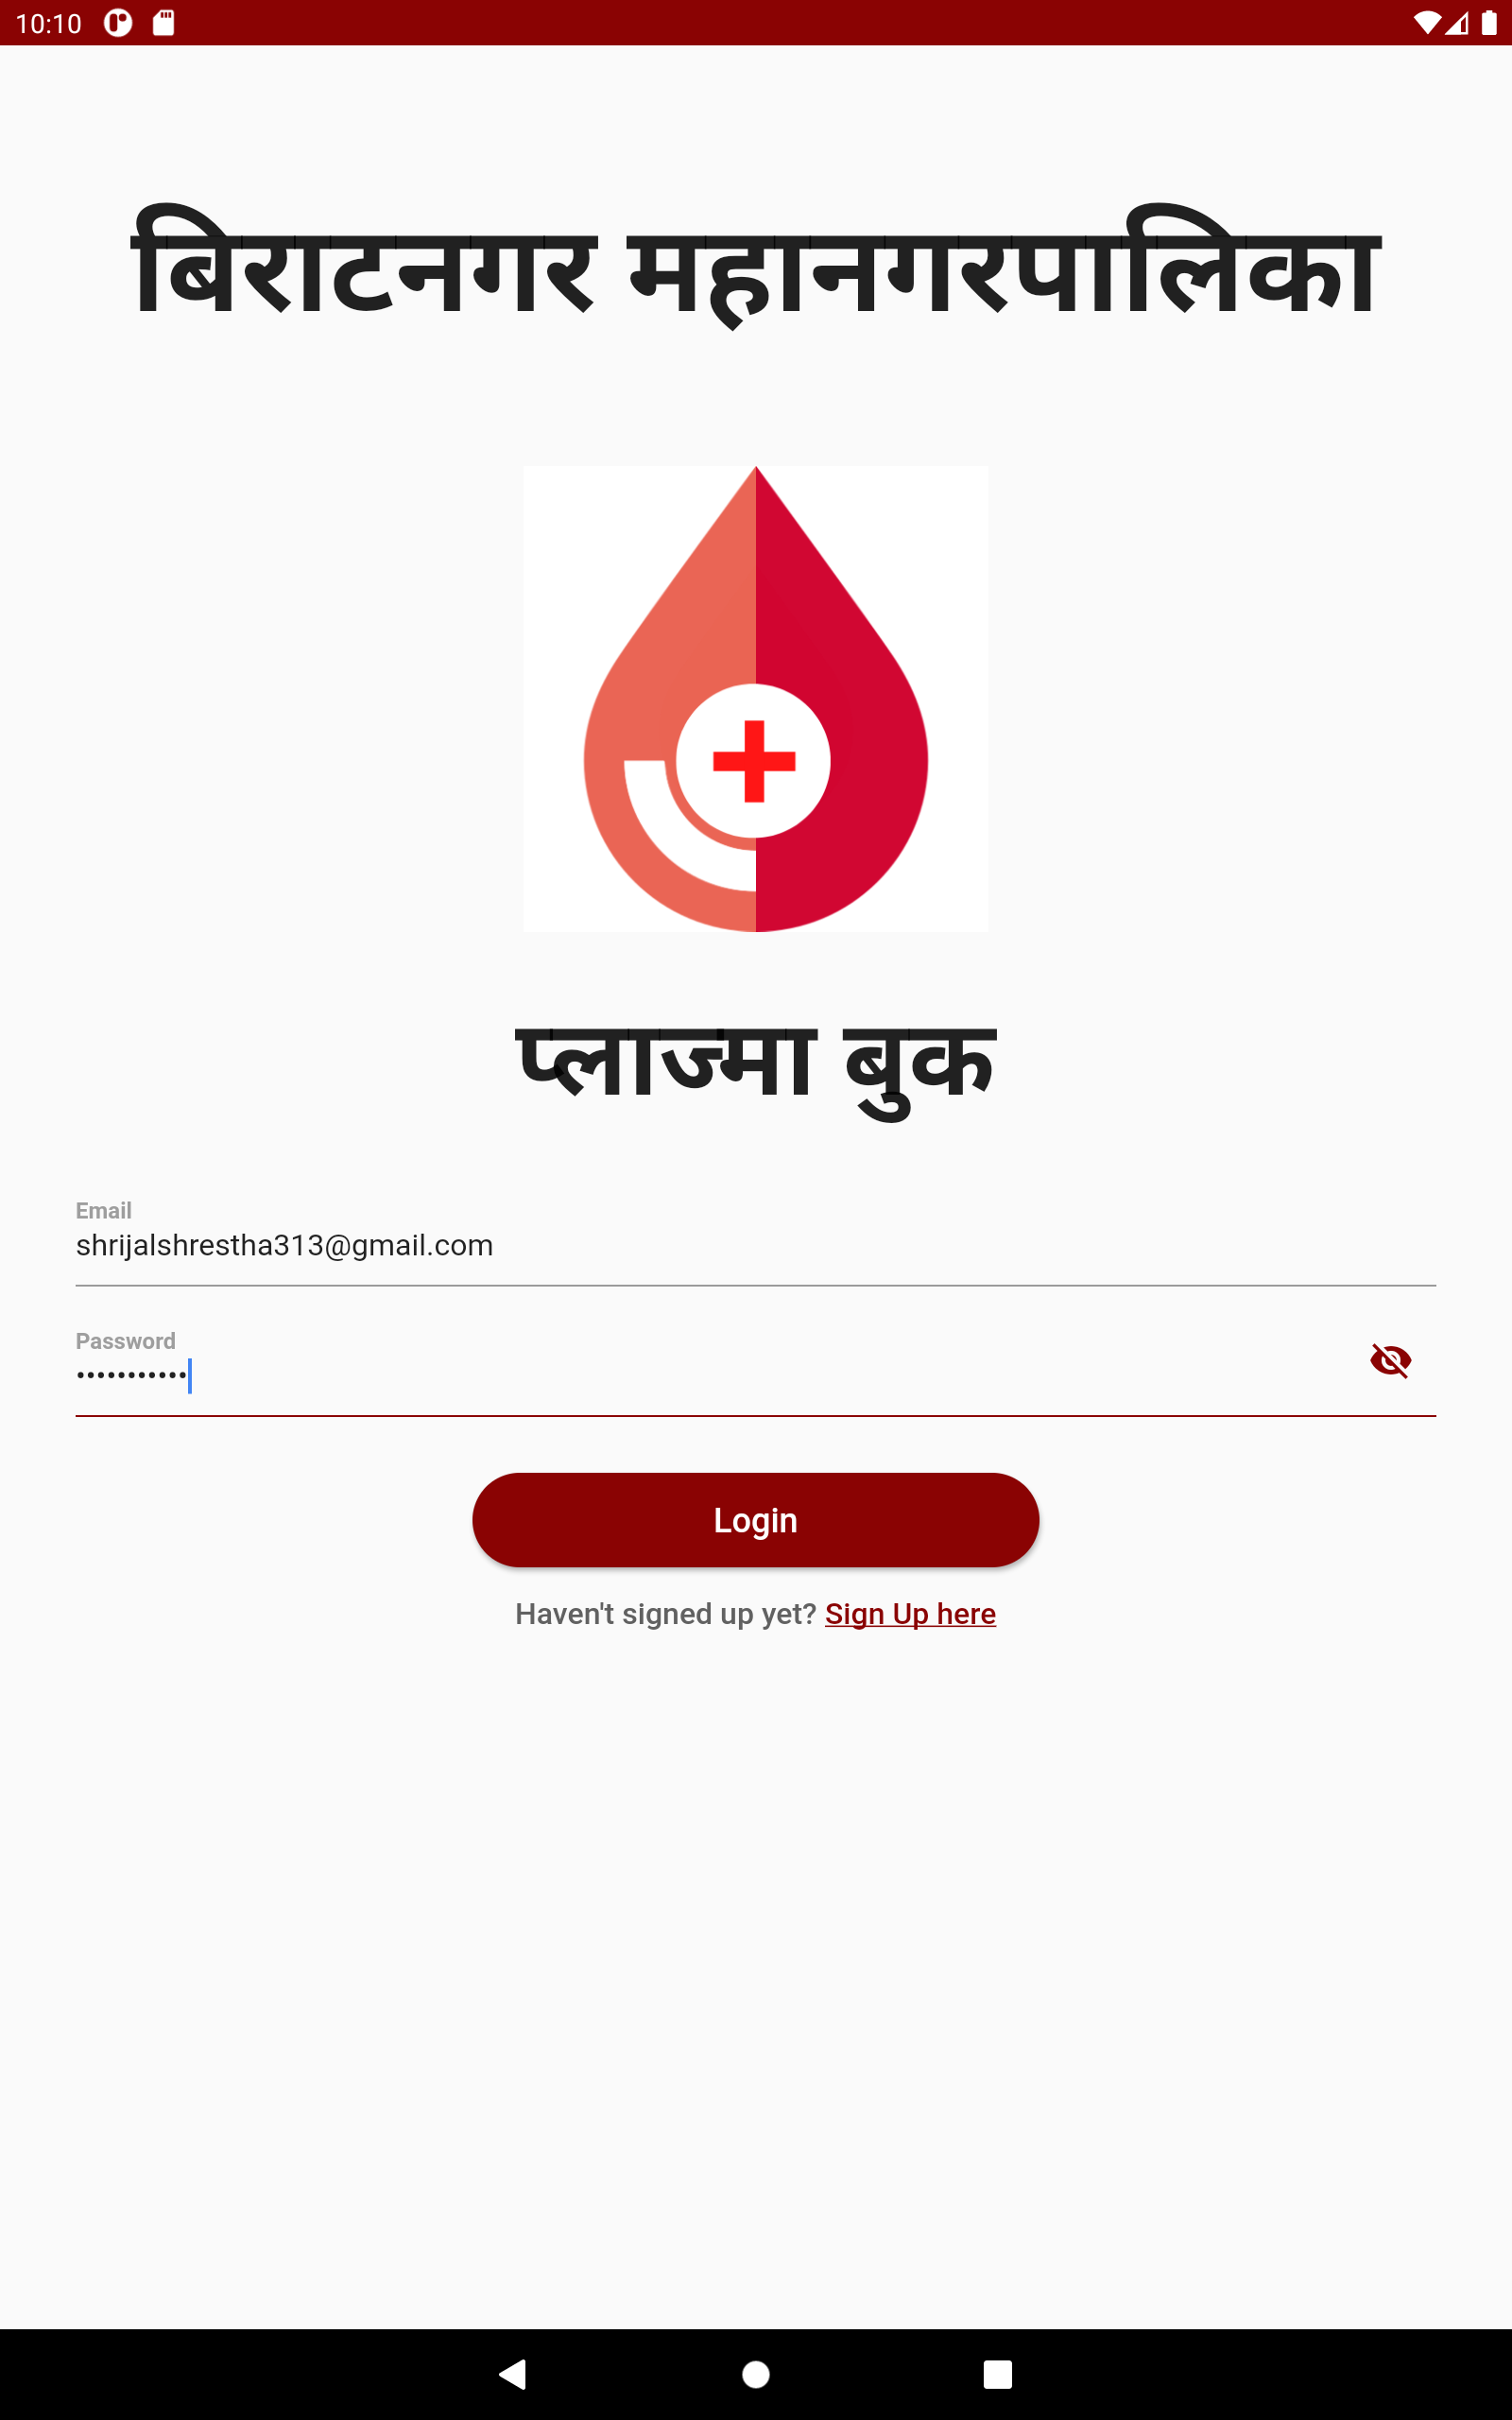 10:10
बिराटनगर महानगरपालिका
प्लाज्मा बुक
Email
shrijalshrestha313@gmail.com
Password
•••••••••••
Login
Haven't signed up yet? Sign Up here